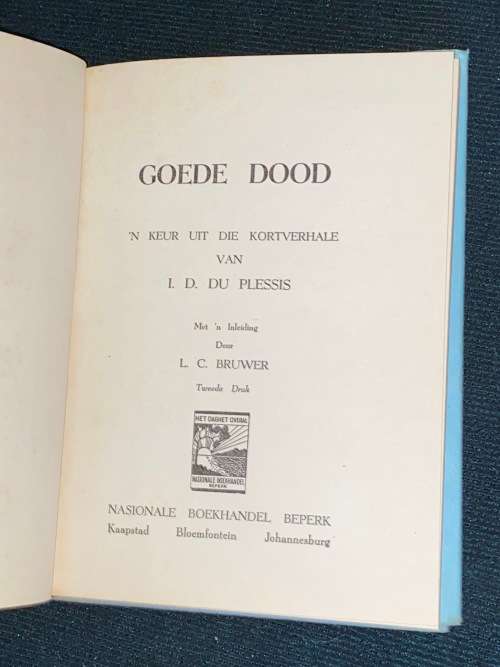 GOEDE DOOD
'N KEUR UIT DIE KORTVERHALE
VAN
I. D. DU PLESSIS
Met 'n Inleiding
Deur
L. C. BRUWER
Tweede Druk
HET DAGHET OVERAL
NASIONALE BOEKHANDEL
BEPERK
NASIONALE BOEKHANDEL BEPERK
Kaapstad Bloemfontein Johannesburg